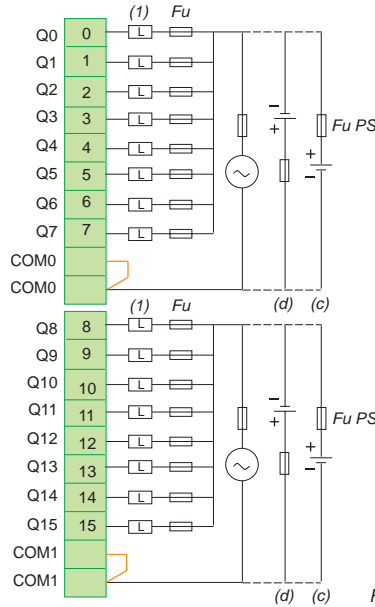 (1) Fu
Q0 0 L
Q1 1 L
Q2 2 L
Q3 3 L
Q4 4 L
Q5 5 L
Q6 6 L
Q7 7 L
COM0
COM0
− +
+ −
Fu PS
(d) (c)
(1) Fu
Q8 8 L
Q9 9 L
Q10 10 L
Q11 11 L
Q12 12 L
Q13 13 L
Q14 14 L
Q15 15 L
COM1
COM1
− +
+ −
Fu PS
(d) (c)